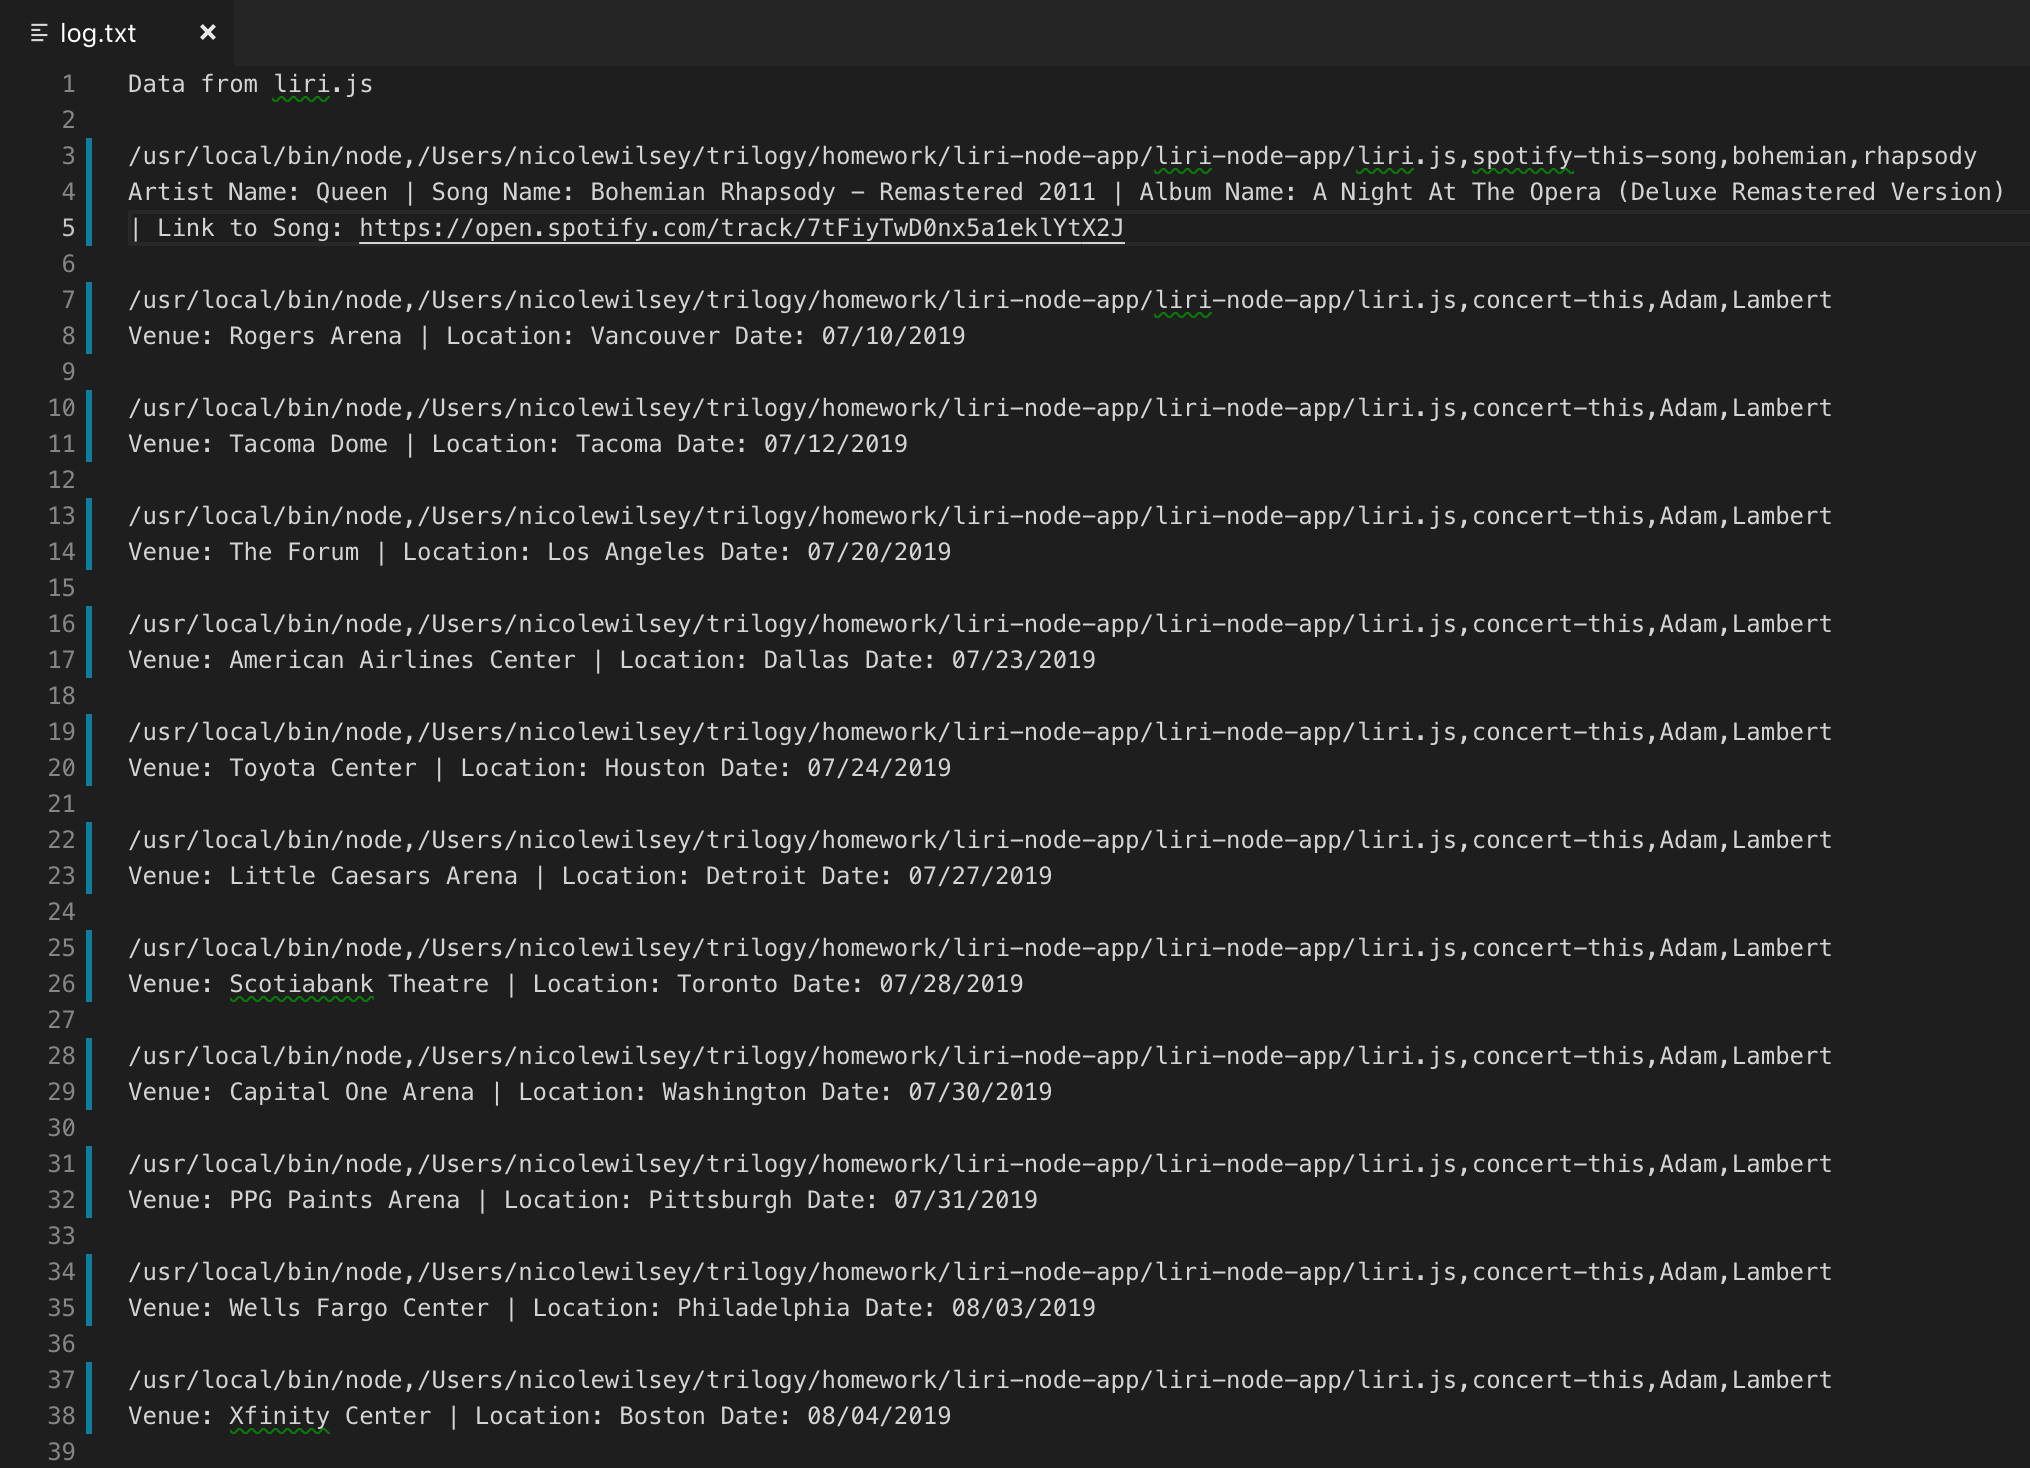 log.txt
1 Data from liri.js
2
3 /usr/local/bin/node,/Users/nicolewilsey/trilogy/homework/liri-node-app/liri-node-app/liri.js,spotify-this-song,bohemian,rhapsody
4 Artist Name: Queen | Song Name: Bohemian Rhapsody - Remastered 2011 | Album Name: A Night At The Opera (Deluxe Remastered Version)
5 | Link to Song: https://open.spotify.com/track/7tFiyTwD0nx5a1eklYtX2J
6
7 /usr/local/bin/node,/Users/nicolewilsey/trilogy/homework/liri-node-app/liri-node-app/liri.js,concert-this,Adam,Lambert
8 Venue: Rogers Arena | Location: Vancouver Date: 07/10/2019
9
10 /usr/local/bin/node,/Users/nicolewilsey/trilogy/homework/liri-node-app/liri-node-app/liri.js,concert-this,Adam,Lambert
11 Venue: Tacoma Dome | Location: Tacoma Date: 07/12/2019
12
13 /usr/local/bin/node,/Users/nicolewilsey/trilogy/homework/liri-node-app/liri-node-app/liri.js,concert-this,Adam,Lambert
14 Venue: The Forum | Location: Los Angeles Date: 07/20/2019
15
16 /usr/local/bin/node,/Users/nicolewilsey/trilogy/homework/liri-node-app/liri-node-app/liri.js,concert-this,Adam,Lambert
17 Venue: American Airlines Center | Location: Dallas Date: 07/23/2019
18
19 /usr/local/bin/node,/Users/nicolewilsey/trilogy/homework/liri-node-app/liri-node-app/liri.js,concert-this,Adam,Lambert
20 Venue: Toyota Center | Location: Houston Date: 07/24/2019
21
22 /usr/local/bin/node,/Users/nicolewilsey/trilogy/homework/liri-node-app/liri-node-app/liri.js,concert-this,Adam,Lambert
23 Venue: Little Caesars Arena | Location: Detroit Date: 07/27/2019
24
25 /usr/local/bin/node,/Users/nicolewilsey/trilogy/homework/liri-node-app/liri-node-app/liri.js,concert-this,Adam,Lambert
26 Venue: Scotiabank Theatre | Location: Toronto Date: 07/28/2019
27
28 /usr/local/bin/node,/Users/nicolewilsey/trilogy/homework/liri-node-app/liri-node-app/liri.js,concert-this,Adam,Lambert
29 Venue: Capital One Arena | Location: Washington Date: 07/30/2019
30
31 /usr/local/bin/node,/Users/nicolewilsey/trilogy/homework/liri-node-app/liri-node-app/liri.js,concert-this,Adam,Lambert
32 Venue: PPG Paints Arena | Location: Pittsburgh Date: 07/31/2019
33
34 /usr/local/bin/node,/Users/nicolewilsey/trilogy/homework/liri-node-app/liri-node-app/liri.js,concert-this,Adam,Lambert
35 Venue: Wells Fargo Center | Location: Philadelphia Date: 08/03/2019
36
37 /usr/local/bin/node,/Users/nicolewilsey/trilogy/homework/liri-node-app/liri-node-app/liri.js,concert-this,Adam,Lambert
38 Venue: Xfinity Center | Location: Boston Date: 08/04/2019
39